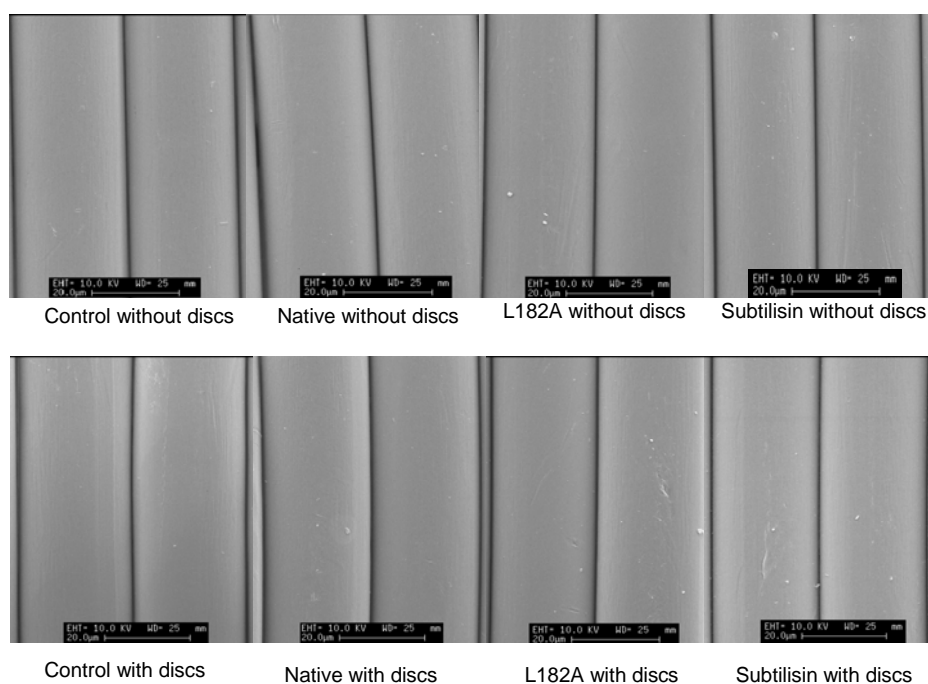 EHT= 10.0 KV WD= 25 mm
20.0µm
EHT= 10.0 KV WD= 25 mm
20.0µm
EHT= 10.0 KV WD= 25 mm
20.0µm
EHT= 10.0 KV WD= 25 mm
20.0µm
Control without discs
Native without discs
L182A without discs
Subtilisin without discs
EHT= 10.0 KV WD= 25 mm
20.0µm
EHT= 10.0 KV WD= 25 mm
20.0µm
EHT= 10.0 KV WD= 25 mm
20.0µm
EHT= 10.0 KV WD= 25 mm
20.0µm
Control with discs
Native with discs
L182A with discs
Subtilisin with discs